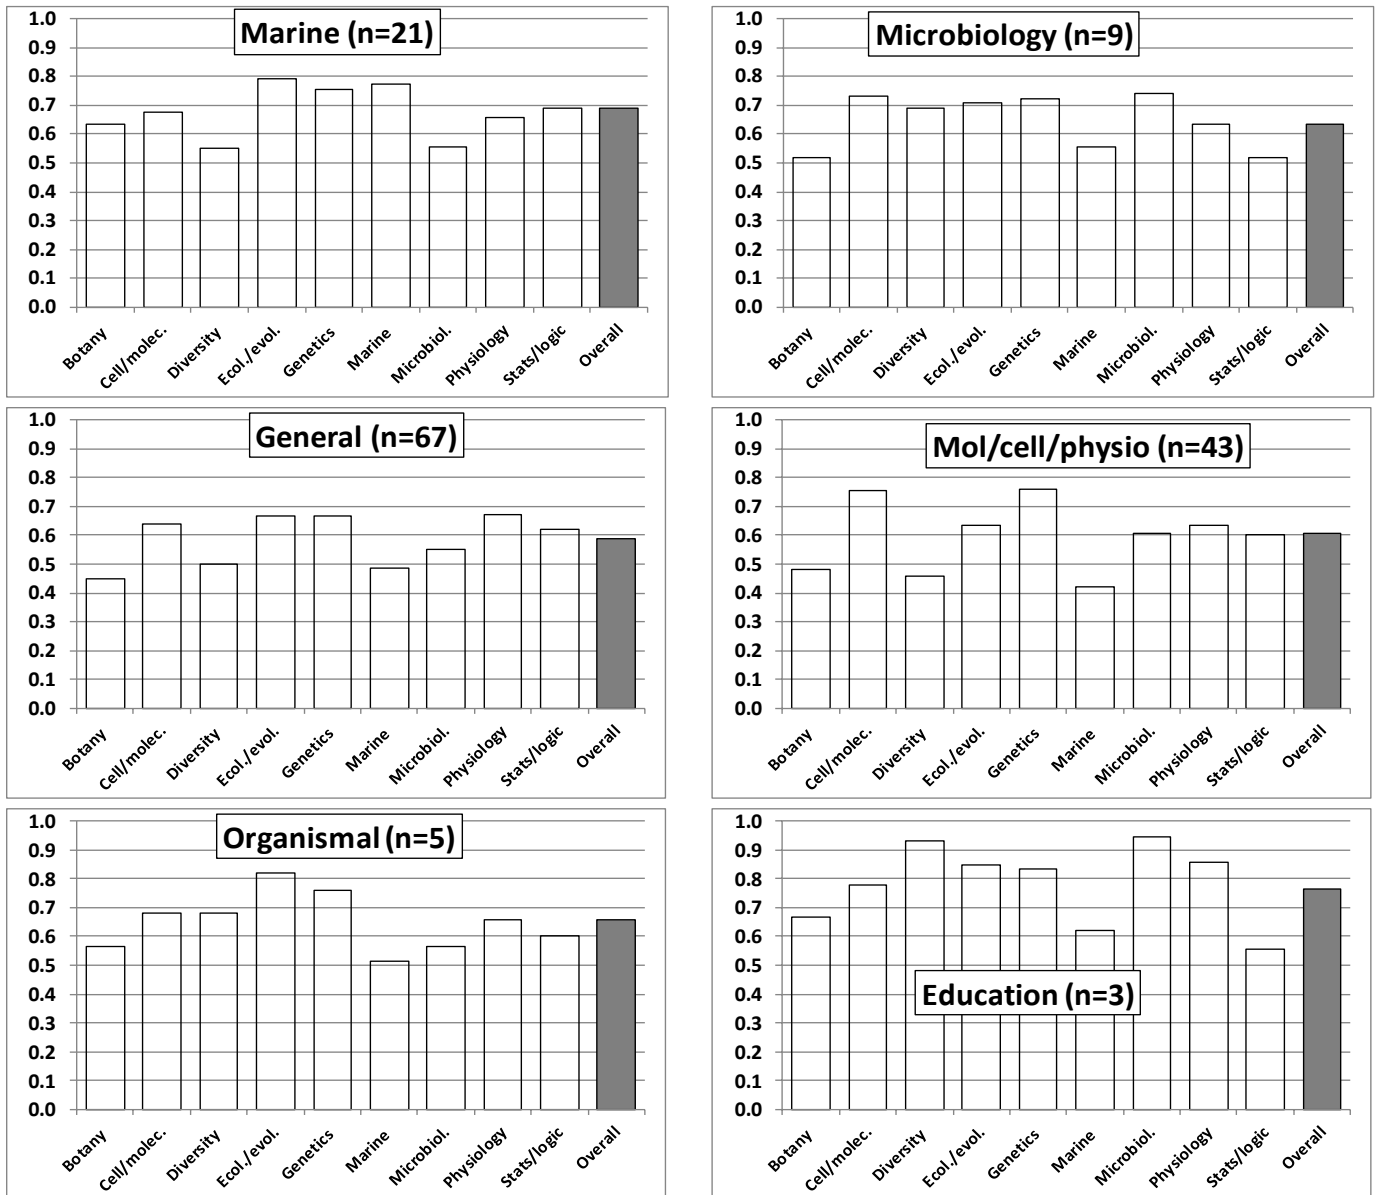 Marine (n=21)
1.0
0.9
0.8
0.7
0.6
0.5
0.4
0.3
0.2
0.1
0.0
Botany
Cell/molec.
Diversity
Ecol./evol.
Genetics
Marine
Microbiol.
Physiology
Stats/logic
Overall
Microbiology (n=9)
1.0
0.9
0.8
0.7
0.6
0.5
0.4
0.3
0.2
0.1
0.0
Botany
Cell/molec.
Diversity
Ecol./evol.
Genetics
Marine
Microbiol.
Physiology
Stats/logic
Overall
General (n=67)
1.0
0.9
0.8
0.7
0.6
0.5
0.4
0.3
0.2
0.1
0.0
Botany
Cell/molec.
Diversity
Ecol./evol.
Genetics
Marine
Microbiol.
Physiology
Stats/logic
Overall
Mol/cell/physio (n=43)
1.0
0.9
0.8
0.7
0.6
0.5
0.4
0.3
0.2
0.1
0.0
Botany
Cell/molec.
Diversity
Ecol./evol.
Genetics
Marine
Microbiol.
Physiology
Stats/logic
Overall
Organismal (n=5)
1.0
0.9
0.8
0.7
0.6
0.5
0.4
0.3
0.2
0.1
0.0
Botany
Cell/molec.
Diversity
Ecol./evol.
Genetics
Marine
Microbiol.
Physiology
Stats/logic
Overall
Education (n=3)
1.0
0.9
0.8
0.7
0.6
0.5
0.4
0.3
0.2
0.1
0.0
Botany
Cell/molec.
Diversity
Ecol./evol.
Genetics
Marine
Microbiol.
Physiology
Stats/logic
Overall